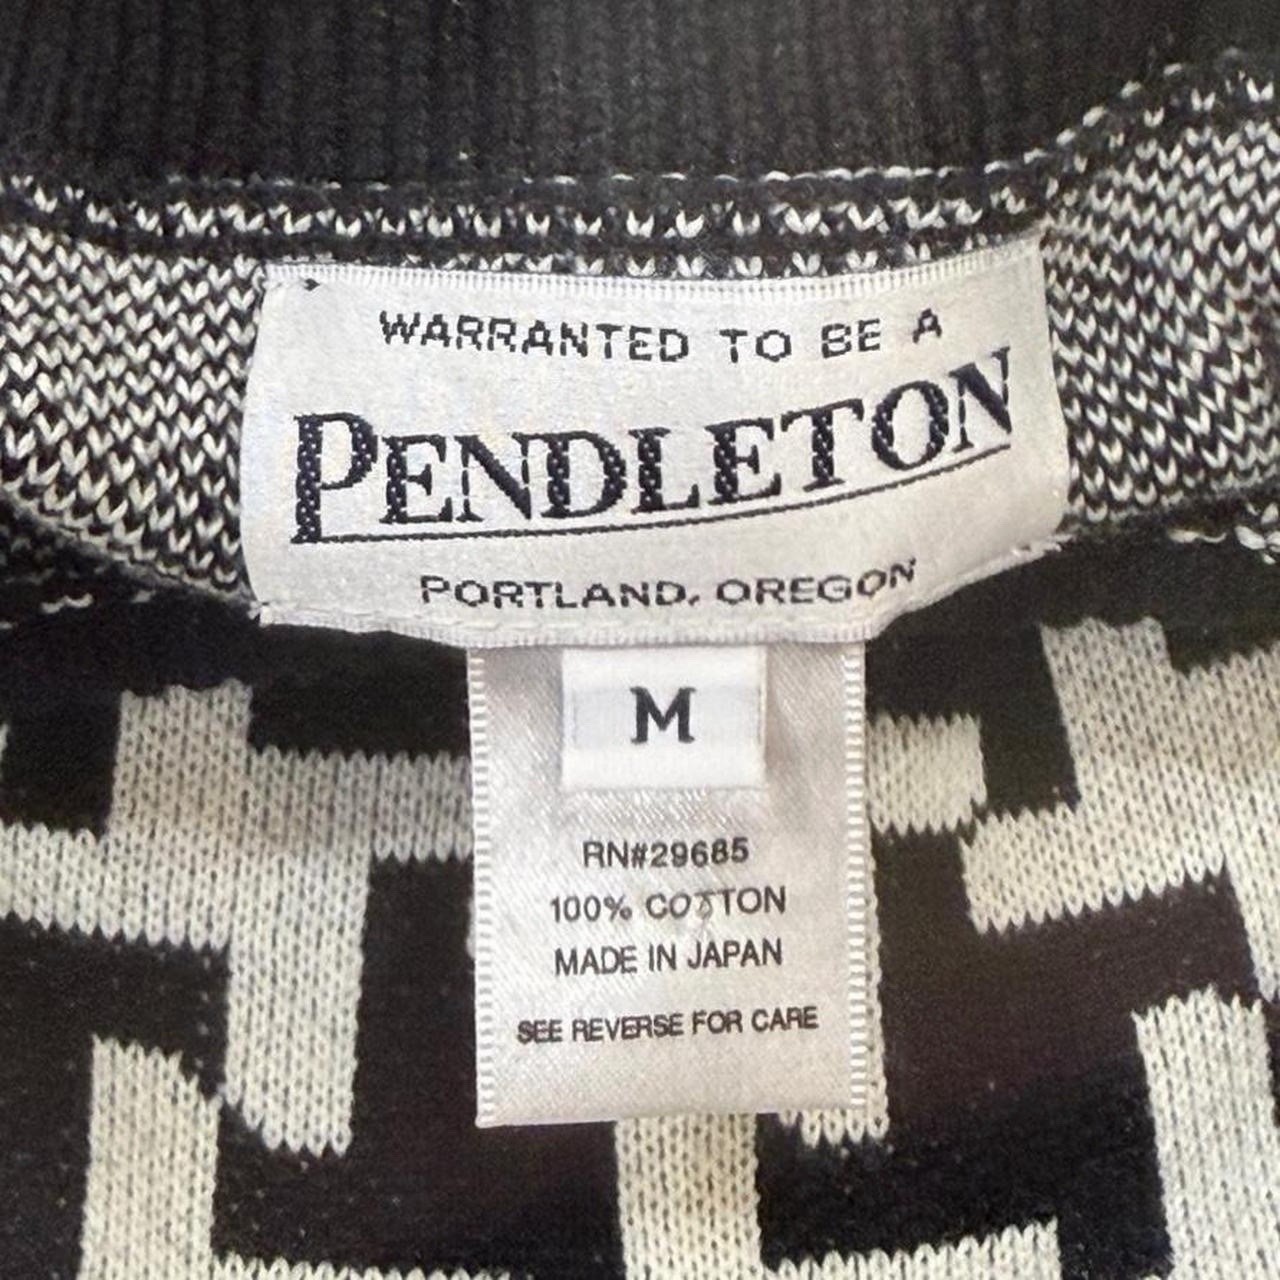 WARRANTED TO BE A
PENDLETON
PORTLAND, OREGON
M
RN#29685
100% COTTON
MADE IN JAPAN
SEE REVERSE FOR CARE